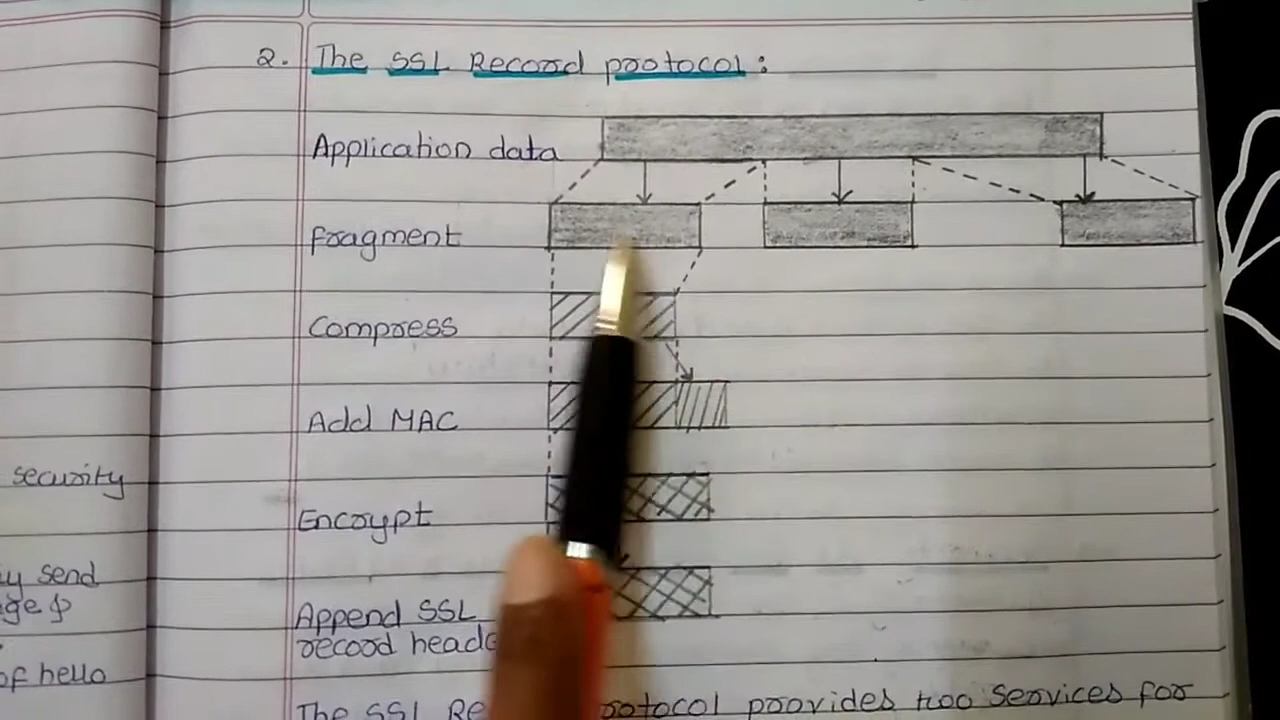 2. The SSL Record protocol:
Application data
fragment
Compress
Add MAC
Encrypt
Append SSL
record
The SSL protocol provides two services for
security
send
of hello